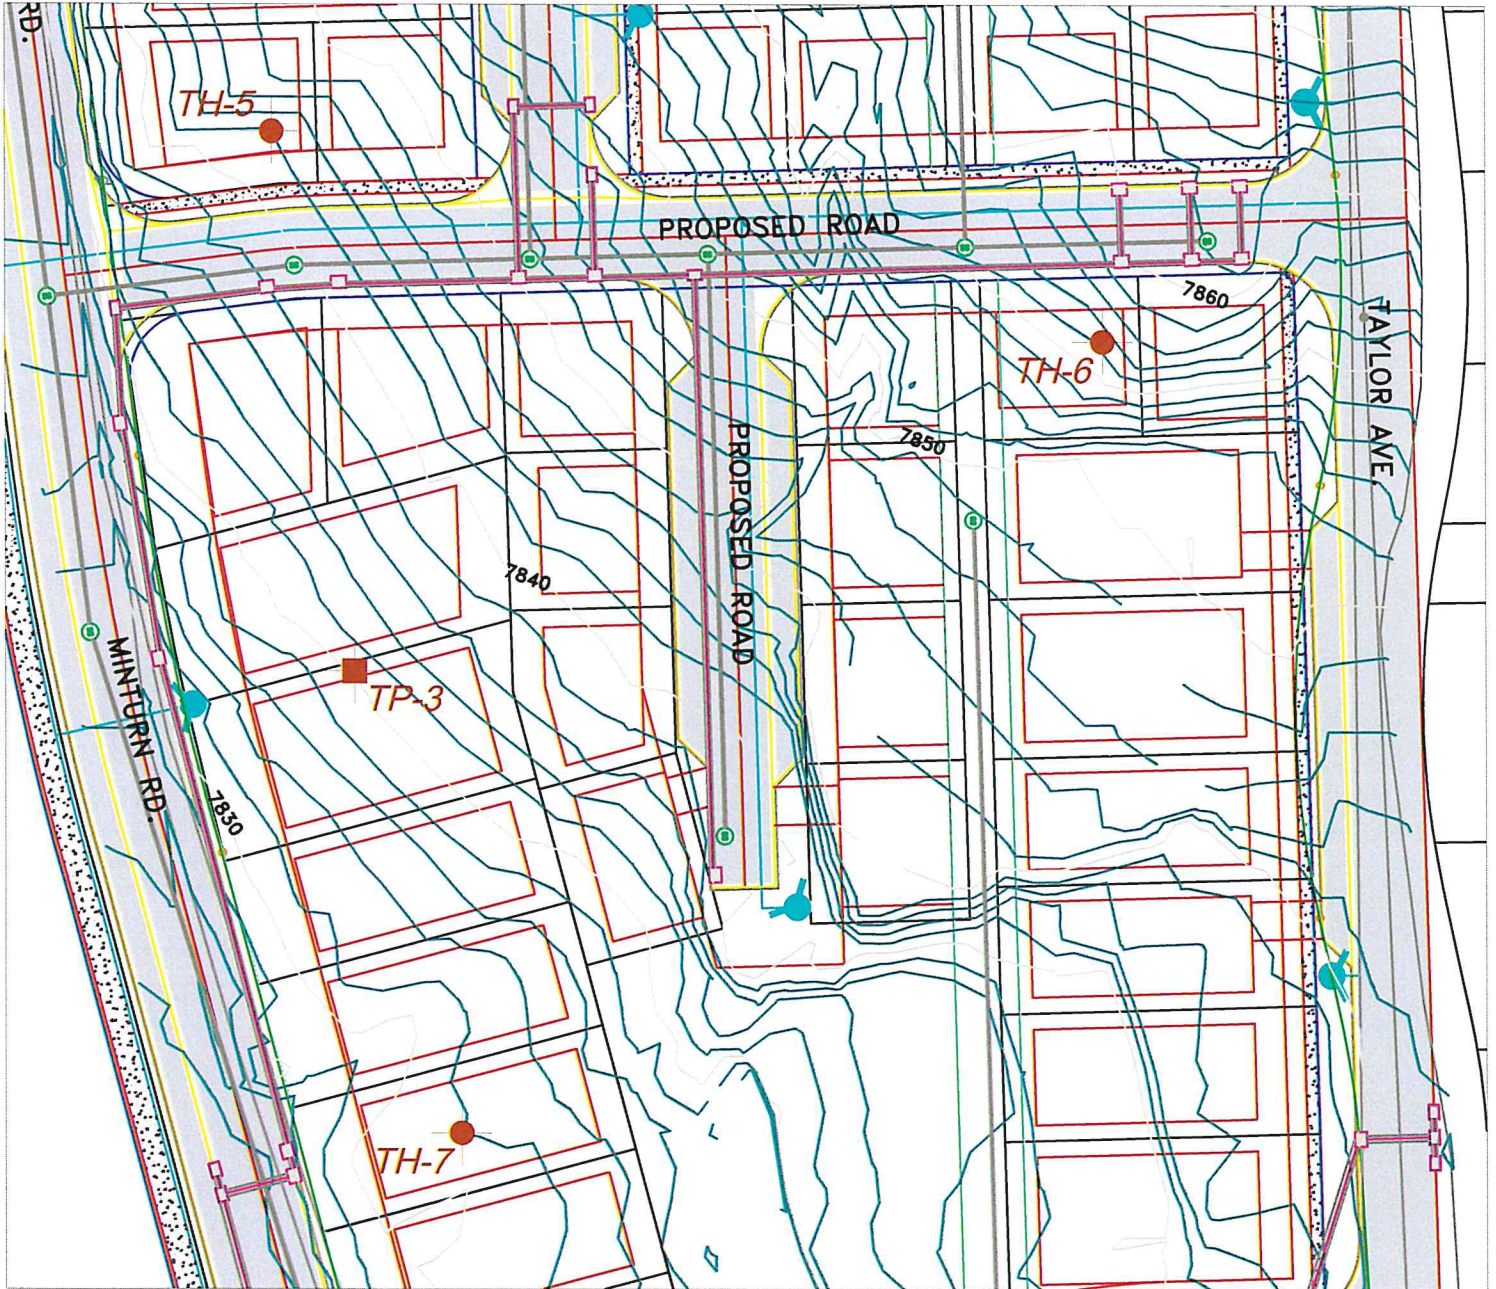 RD.
TH-5
PROPOSED ROAD
7860
TAYLOR AVE.
TH-6
7850
PROPOSED ROAD
7840
MINTURN RD.
TP-3
7830
TH-7